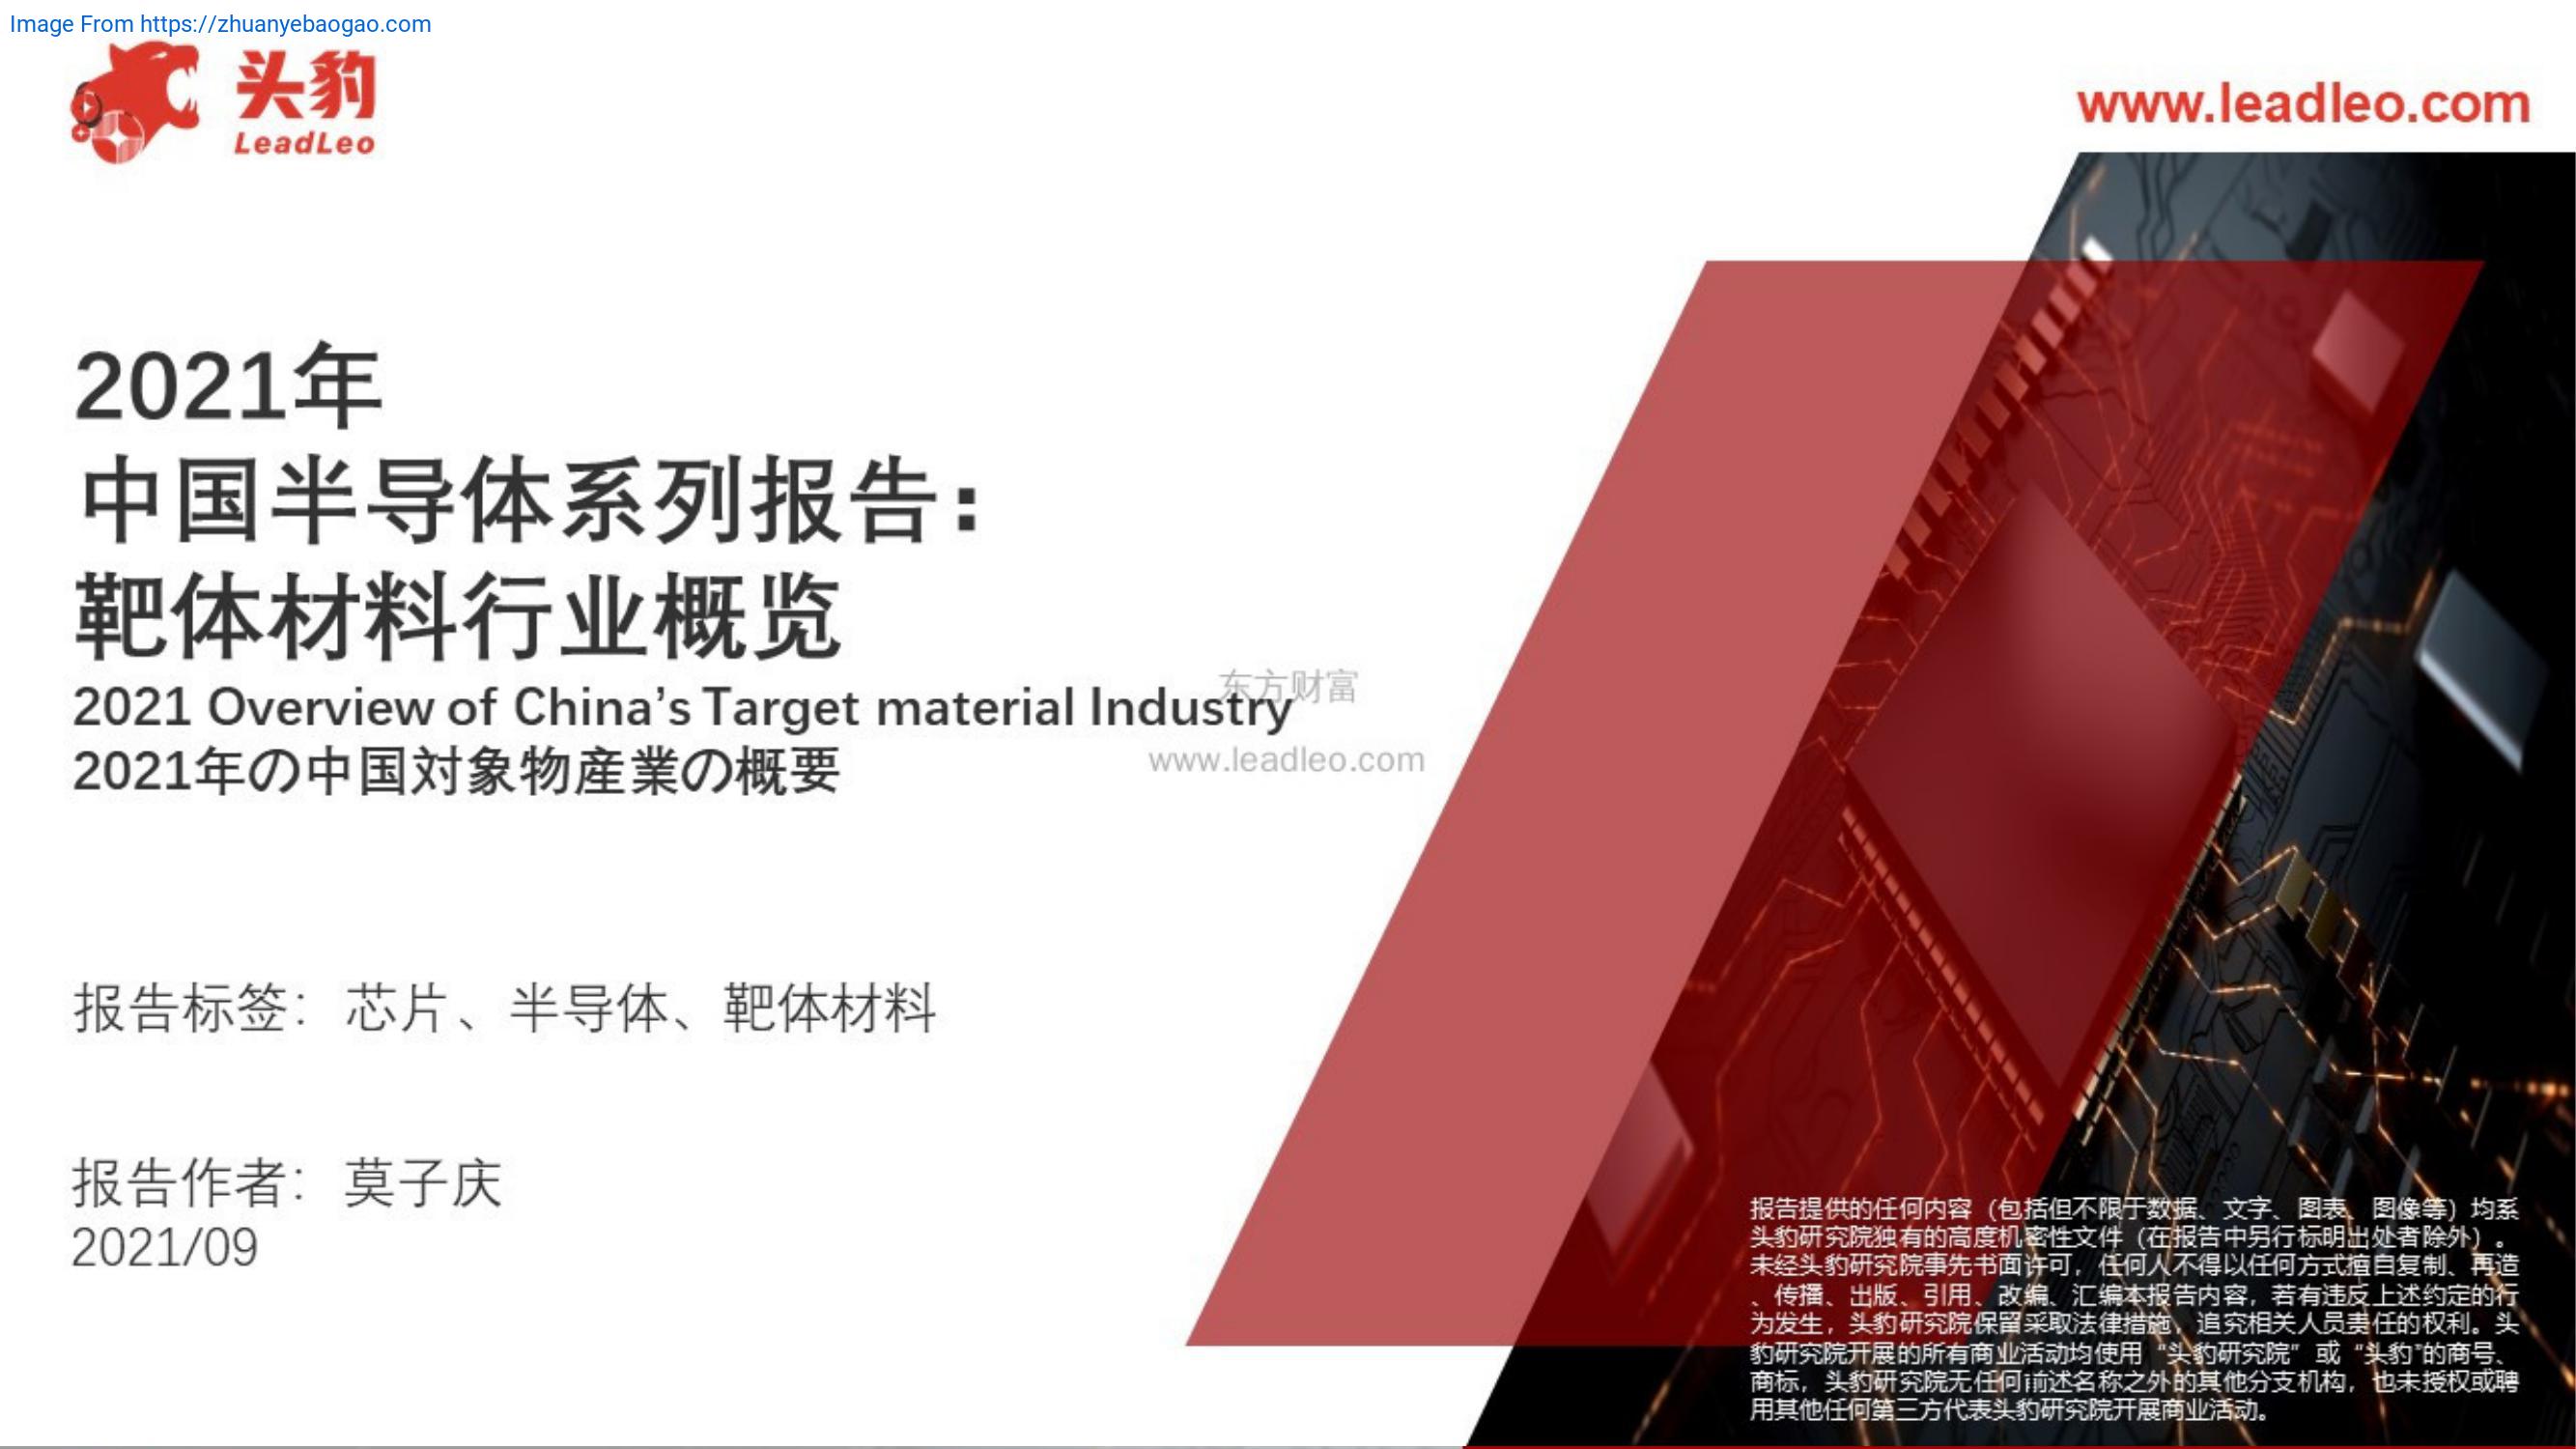 Image From https://zhuanyebaogao.com
头豹
LeadLeo
www.leadleo.com
2021年
中国半导体系列报告：
靶体材料行业概览
2021 Overview of China’s Target material Industry
2021年の中国対象物産業の概要
东方财富
www.leadleo.com
报告标签：芯片、半导体、靶体材料
报告作者：莫子庆
2021/09
报告提供的任何内容（包括但不限于数据、文字、图表、图像等）均系
头豹研究院独有的高度机密性文件（在报告中另行标明出处者除外）。
未经头豹研究院事先书面许可，任何人不得以任何方式擅自复制、再造
、传播、出版、引用、改编、汇编本报告内容，若有违反上述约定的行
为发生，头豹研究院保留采取法律措施，追究相关人员责任的权利。头
豹研究院开展的所有商业活动均使用“头豹研究院”或“头豹”的商号、
商标，头豹研究院无任何前述名称之外的其他分支机构，也未授权或聘
用其他任何第三方代表头豹研究院开展商业活动。